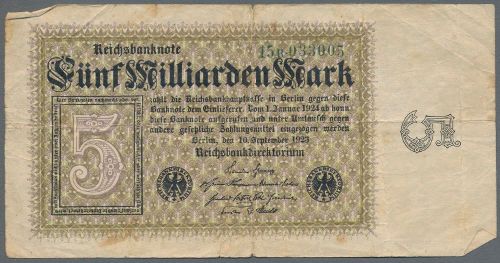 Reichsbanknote
15B·033005
Fünf Milliarden Mark
zahlt die Reichsbankhauptkasse in Berlin gegen diese
Banknote dem Einlieferer. Vom 1. Januar 1924 ab kann
diese Banknote aufgerufen und unter Umtausch gegen
andere gesetzliche Zahlungsmittel eingezogen werden
Berlin, den 10. September 1923
Reichsbankdirektorium
5
5 M